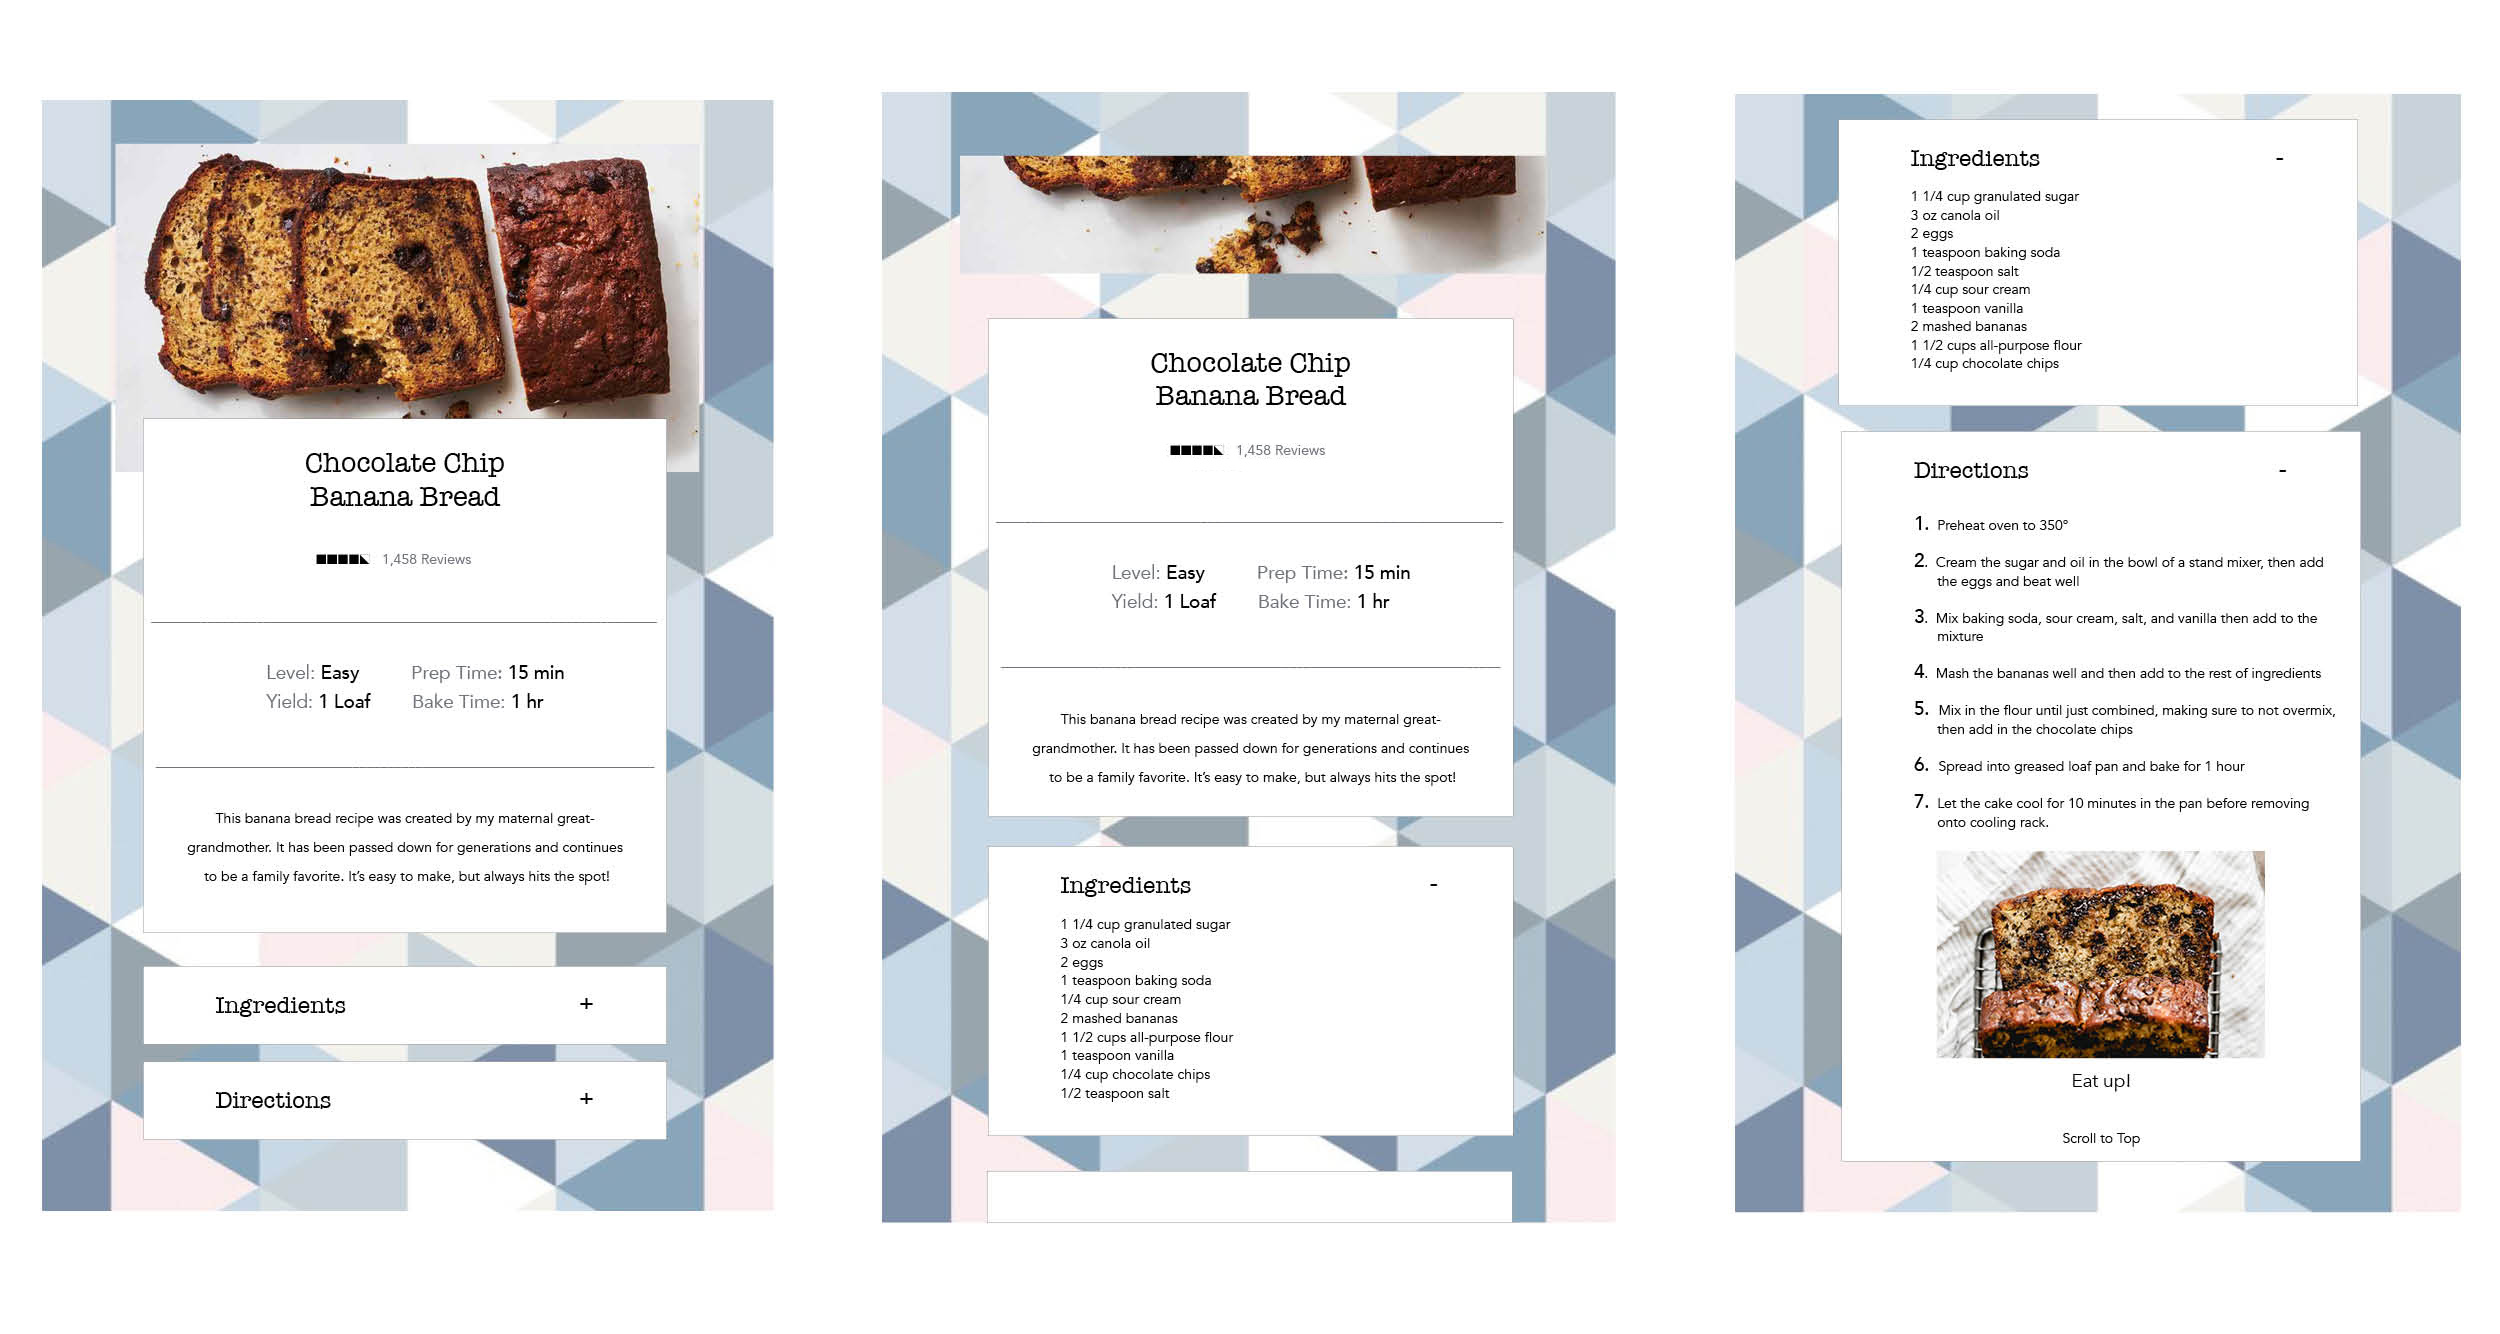 Chocolate Chip
Banana Bread
1,458 Reviews
Level: Easy Prep Time: 15 min
Yield: 1 Loaf Bake Time: 1 hr
This banana bread recipe was created by my maternal great-
grandmother. It has been passed down for generations and continues
to be a family favorite. It’s easy to make, but always hits the spot!
Ingredients +
Directions +
Chocolate Chip
Banana Bread
1,458 Reviews
Level: Easy Prep Time: 15 min
Yield: 1 Loaf Bake Time: 1 hr
This banana bread recipe was created by my maternal great-
grandmother. It has been passed down for generations and continues
to be a family favorite. It’s easy to make, but always hits the spot!
Ingredients -
1 1/4 cup granulated sugar
3 oz canola oil
2 eggs
1 teaspoon baking soda
1/4 cup sour cream
2 mashed bananas
1 1/2 cups all-purpose flour
1 teaspoon vanilla
1/4 cup chocolate chips
1/2 teaspoon salt
Ingredients -
1 1/4 cup granulated sugar
3 oz canola oil
2 eggs
1 teaspoon baking soda
1/2 teaspoon salt
1/4 cup sour cream
1 teaspoon vanilla
2 mashed bananas
1 1/2 cups all-purpose flour
1/4 cup chocolate chips
Directions -
1. Preheat oven to 350°
2. Cream the sugar and oil in the bowl of a stand mixer, then add
the eggs and beat well
3. Mix baking soda, sour cream, salt, and vanilla then add to the
mixture
4. Mash the bananas well and then add to the rest of ingredients
5. Mix in the flour until just combined, making sure to not overmix,
then add in the chocolate chips
6. Spread into greased loaf pan and bake for 1 hour
7. Let the cake cool for 10 minutes in the pan before removing
onto cooling rack.
Eat up!
Scroll to Top